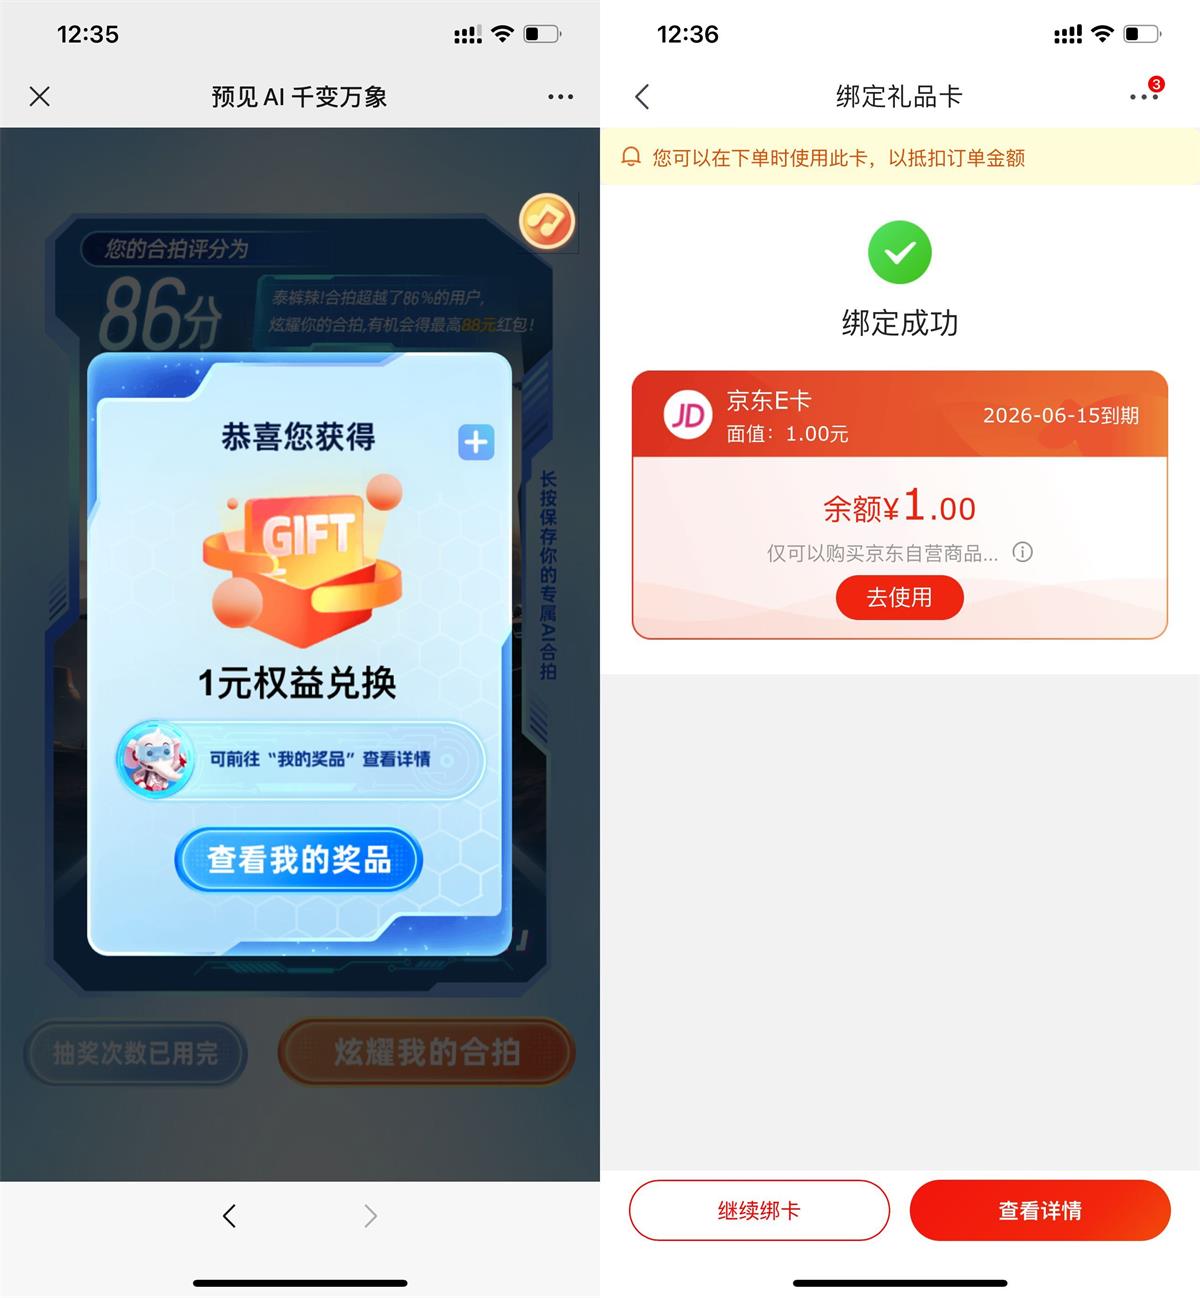 12:35
预见 AI 千变万象
您的合拍评分为
86分
泰裤辣!合拍超越了86%的用户,
炫耀你的合拍,有机会得最高88元红包!
恭喜您获得
GIFT
1元权益兑换
可前往“我的奖品”查看详情
查看我的奖品
长按保存你的专属AI合拍
抽奖次数已用完
炫耀我的合拍
12:36
绑定礼品卡
3
您可以在下单时使用此卡，以抵扣订单金额
绑定成功
JD
京东E卡
面值：1.00元
2026-06-15到期
余额¥1.00
仅可以购买京东自营商品...
去使用
继续绑卡
查看详情